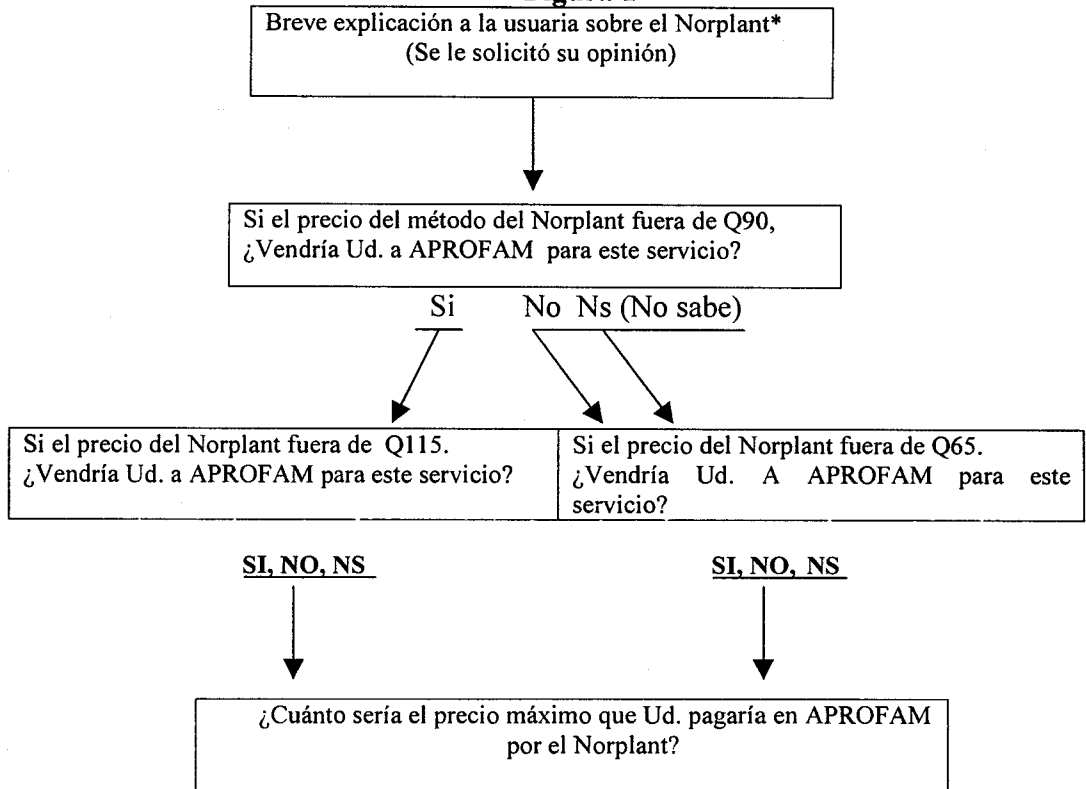 Breve explicación a la usuaria sobre el Norplant*
(Se le solicitó su opinión)
Si el precio del método del Norplant fuera de Q90,
¿Vendría Ud. a APROFAM para este servicio?
Si No Ns (No sabe)
Si el precio del Norplant fuera de Q115.
¿Vendría Ud. a APROFAM para este servicio?
Si el precio del Norplant fuera de Q65.
¿Vendría Ud. A APROFAM para este
servicio?
SI, NO, NS
SI, NO, NS
¿Cuánto sería el precio máximo que Ud. pagaría en APROFAM
por el Norplant?